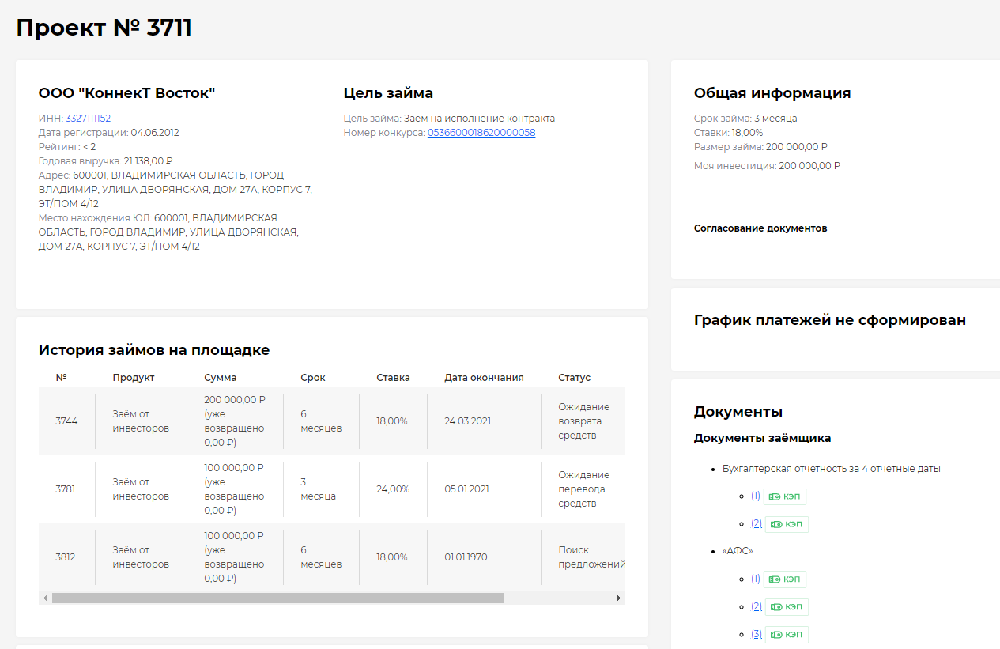 Проект № 3711
ООО "КоннекТ Восток"
ИНН: 3327111152
Дата регистрации: 04.06.2012
Рейтинг: < 2
Годовая выручка: 21 138,00 ₽
Адрес: 600001, ВЛАДИМИРСКАЯ ОБЛАСТЬ, ГОРОД
ВЛАДИМИР, УЛИЦА ДВОРЯНСКАЯ, ДОМ 27А, КОРПУС 7,
ЭТ/ПОМ 4/12
Место нахождения ЮЛ: 600001, ВЛАДИМИРСКАЯ
ОБЛАСТЬ, ГОРОД ВЛАДИМИР, УЛИЦА ДВОРЯНСКАЯ,
ДОМ 27А, КОРПУС 7, ЭТ/ПОМ 4/12
Цель займа
Цель займа: Заём на исполнение контракта
Номер конкурса: 0536600018620000058
История займов на площадке
№ Продукт Сумма Срок Ставка Дата окончания Статус
3744
Заём от
инвесторов
200 000,00 ₽
(уже
возвращено
0,00 ₽)
6
месяцев
18,00%
24.03.2021
Ожидание
возврата
средств
3781
Заём от
инвесторов
100 000,00 ₽
(уже
возвращено
0,00 ₽)
3
месяца
24,00%
05.01.2021
Ожидание
перевода
средств
3812
Заём от
инвесторов
100 000,00 ₽
(уже
возвращено
0,00 ₽)
6
месяцев
18,00%
01.01.1970
Поиск
предложений
Общая информация
Срок займа: 3 месяца
Ставки: 18,00%
Размер займа: 200 000,00 ₽
Моя инвестиция: 200 000,00 ₽
Согласование документов
График платежей не сформирован
Документы
Документы заёмщика
Бухгалтерская отчетность за 4 отчетные даты
(1) КЭП
(2) КЭП
«АФС»
(1) КЭП
(2) КЭП
(3) КЭП